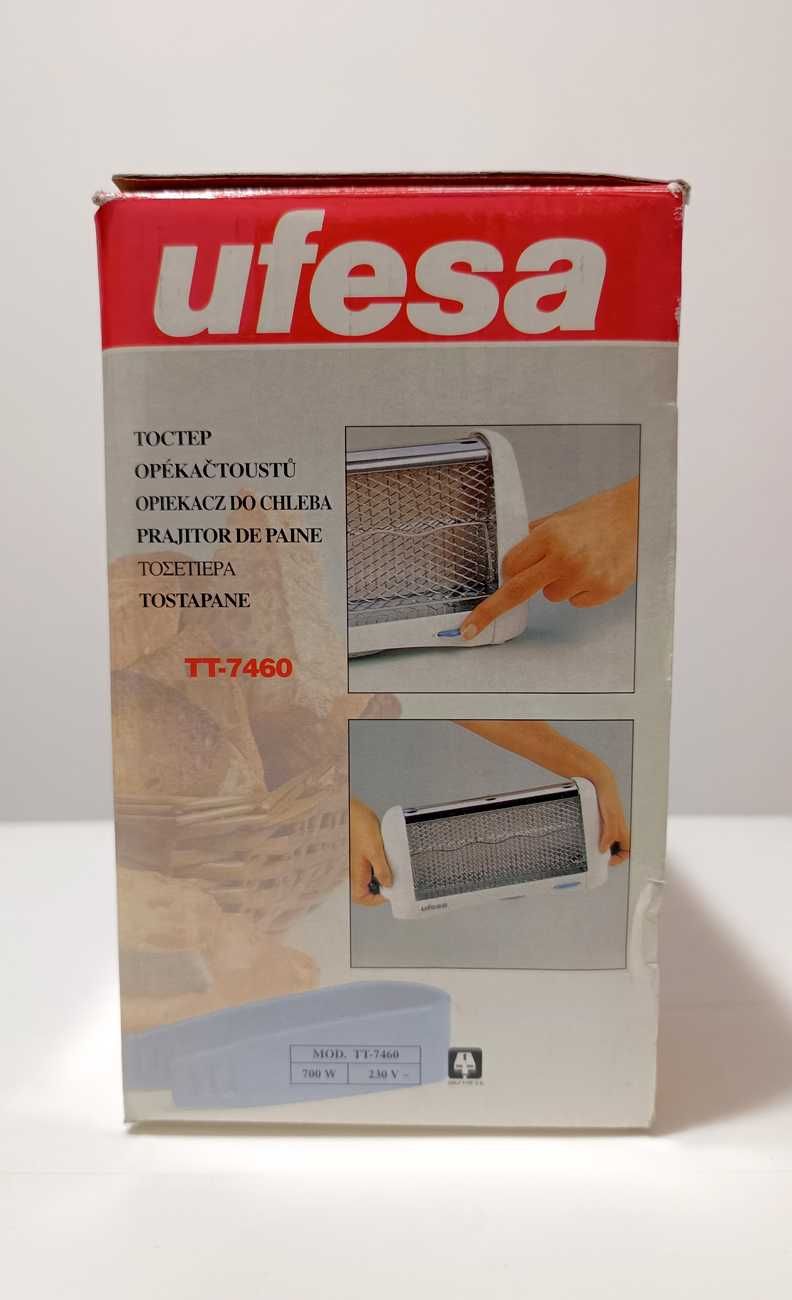 ufesa
ТОСТЕР
OPÉKAČTOUSTŮ
OPIEKACZ DO CHLEBA
PRAJITOR DE PAINE
ΤΟΣΕΤΙΕΡΑ
TOSTAPANE
TT-7460
ufesa
MOD. TT-7460
700 W 230 V ~